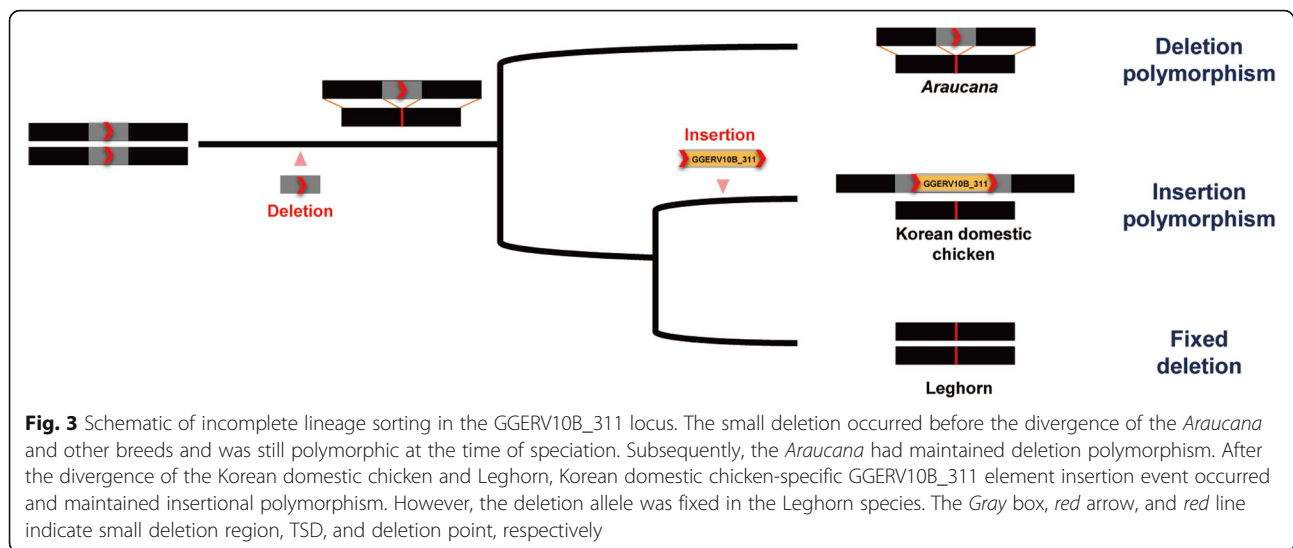 Deletion
polymorphism
Araucana
Insertion
GGERV10B_311
Deletion
GGERV10B_311
Korean domestic
chicken
Insertion
polymorphism
Leghorn
Fixed
deletion
Fig. 3 Schematic of incomplete lineage sorting in the GGERV10B_311 locus. The small deletion occurred before the divergence of the Araucana
and other breeds and was still polymorphic at the time of speciation. Subsequently, the Araucana had maintained deletion polymorphism. After
the divergence of the Korean domestic chicken and Leghorn, Korean domestic chicken-specific GGERV10B_311 element insertion event occurred
and maintained insertional polymorphism. However, the deletion allele was fixed in the Leghorn species. The Gray box, red arrow, and red line
indicate small deletion region, TSD, and deletion point, respectively